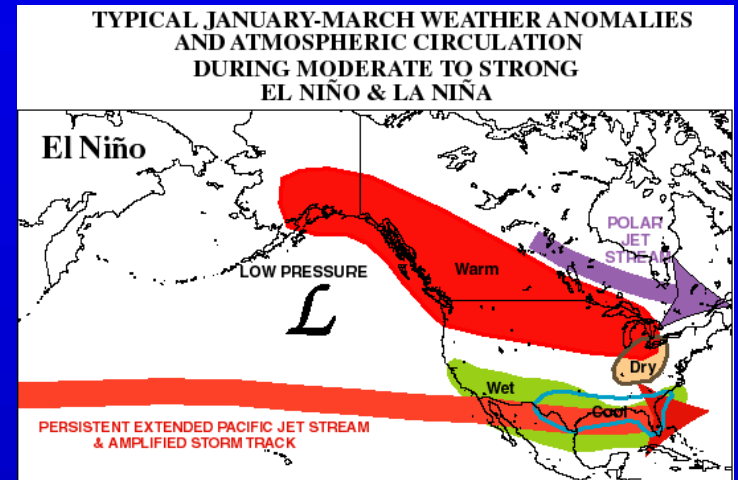 TYPICAL JANUARY-MARCH WEATHER ANOMALIES
AND ATMOSPHERIC CIRCULATION
DURING MODERATE TO STRONG
EL NIÑO & LA NIÑA
El Niño
POLAR
JET
STREAM
LOW PRESSURE
L
Warm
Dry
Wet
Cool
PERSISTENT EXTENDED PACIFIC JET STREAM
& AMPLIFIED STORM TRACK